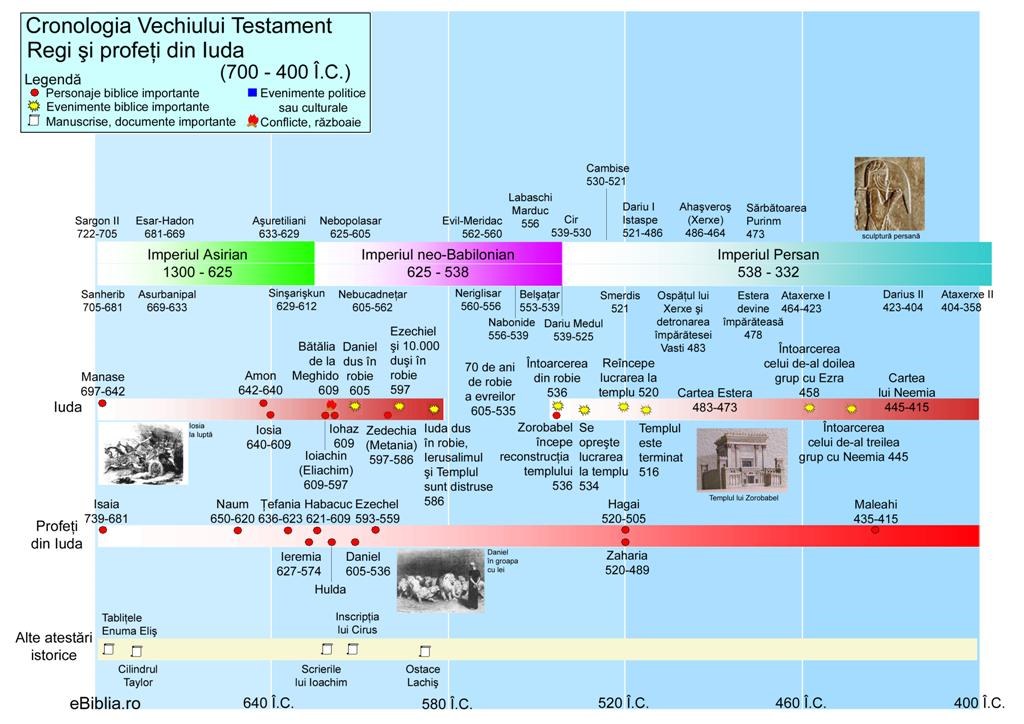 Cronologia Vechiului Testament
Regi şi profeţi din Iuda
(700 - 400 Î.C.)
Legendă
Personaje biblice importante
Evenimente biblice importante
Manuscrise, documente importante
Evenimente politice
sau culturale
Conflicte, războaie
Sargon II
722-705
Esar-Hadon
681-669
Aşuretiliani
633-629
Nebopolasar
625-605
Evil-Meridac
562-560
Labaschi
Marduc
556
Cir
539-530
Cambise
530-521
Dariu I
Istaspe
521-486
Ahaşveroş
(Xerxe)
486-464
Sărbătoarea
Purinm
473
sculptură persană
Imperiul Asirian
1300 - 625
Imperiul neo-Babilonian
625 - 538
Imperiul Persan
538 - 332
Sanherib
705-681
Asurbanipal
669-633
Sinşarişkun
629-612
Nebucadneţar
605-562
Neriglisar
560-556
Nabonide
556-539
Belşaţar
553-539
Dariu Medul
539-525
Smerdis
521
Ospăţul lui
Xerxe şi
detronarea
împărătesei
Vasti 483
Estera
devine
împărăteasă
478
Ataxerxe I
464-423
Darius II
423-404
Ataxerxe II
404-358
Iuda
Manase
697-642
Amon
642-640
Bătălia
de la
Meghido
609
Daniel
dus în
robie
605
Ezechiel
şi 10.000
duşi în
robie
597
70 de ani
de robie
a evreilor
605-535
Întoarcerea
din robie
536
Reîncepe
lucrarea la
templu 520
Cartea Estera
483-473
Întoarcerea
celui de-al doilea
grup cu Ezra
458
Cartea
lui Neemia
445-415
Iosia
la luptă
Iosia
640-609
Ioiachin
(Eliachim)
609-597
Iohaz
609
Zedechia
(Metania)
597-586
Iuda dus
în robie,
Ierusalimul
şi Templul
sunt distruse
586
Zorobabel
începe
reconstrucţia
templului
536
Se
opreşte
lucrarea
la templu
534
Templul
este
terminat
516
Templul lui Zorobabel
Întoarcerea
celui de-al treilea
grup cu Neemia 445
Profeţi
din Iuda
Isaia
739-681
Naum
650-620
Ţefania
636-623
Habacuc
621-609
Ezechel
593-559
Hagai
520-505
Maleahi
435-415
Ieremia
627-574
Hulda
Daniel
605-536
Daniel
în groapa
cu lei
Zaharia
520-489
Alte atestări
istorice
Tabliţele
Enuma Eliş
Cilindrul
Taylor
Inscripţia
lui Cirus
Scrierile
lui Ioachim
Ostace
Lachiş
eBiblia.ro
640 Î.C.
580 Î.C.
520 Î.C.
460 Î.C.
400 Î.C.